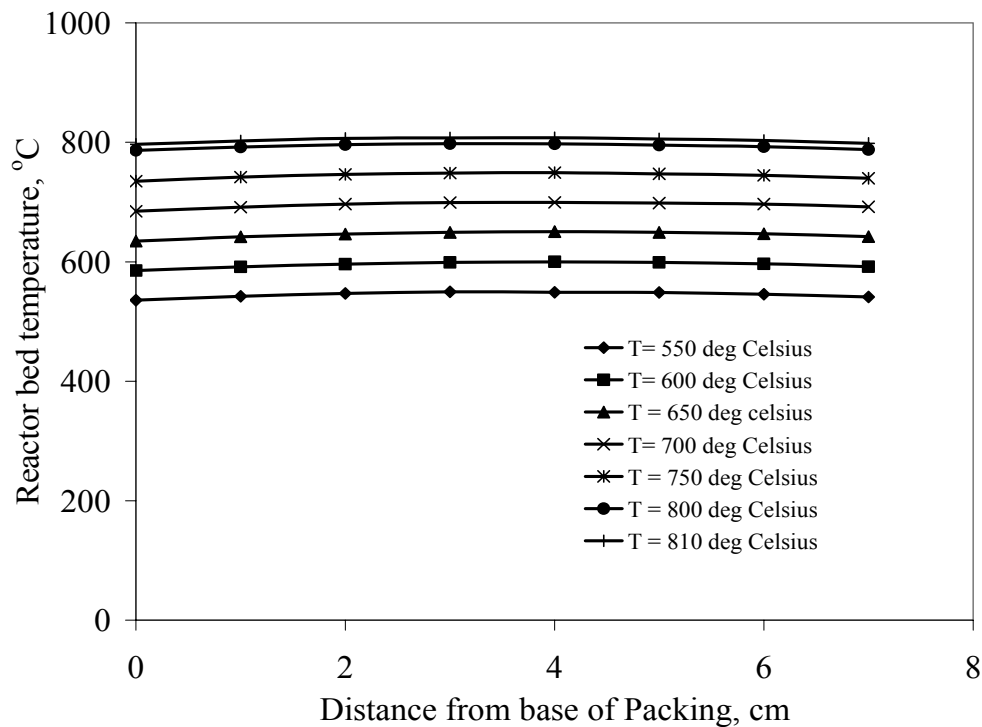 1000
800
600
400
200
0
0
2
4
6
8
Reactor bed temperature, °C
Distance from base of Packing, cm
T= 550 deg Celsius
T= 600 deg Celsius
T = 650 deg celsius
T= 700 deg Celsius
T = 750 deg Celsius
T = 800 deg Celsius
T = 810 deg Celsius